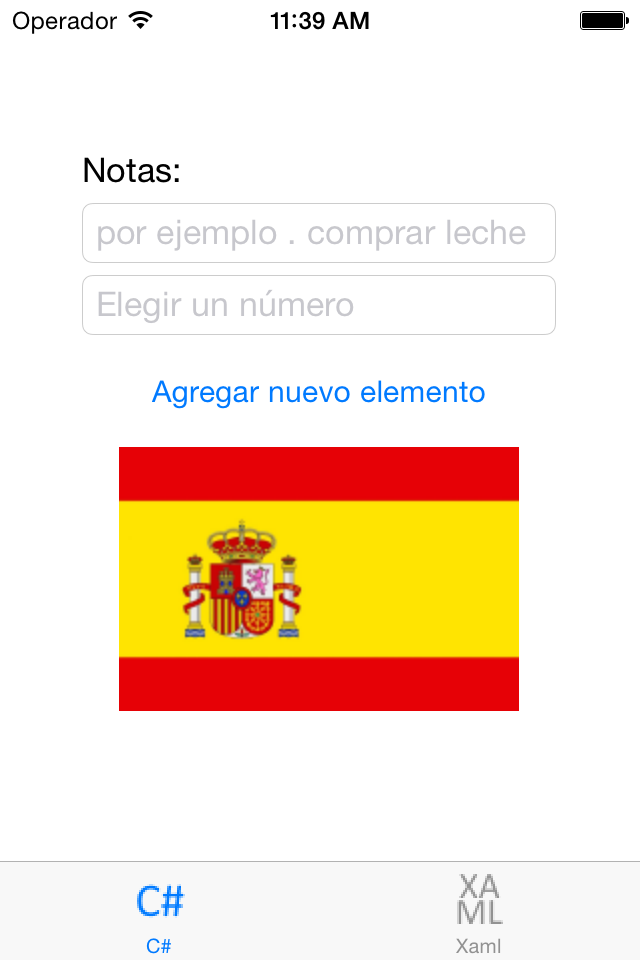 Operador 11:39 AM
Notas:
por ejemplo . comprar leche
Elegir un número
Agregar nuevo elemento
C# XA
ML
C# Xaml